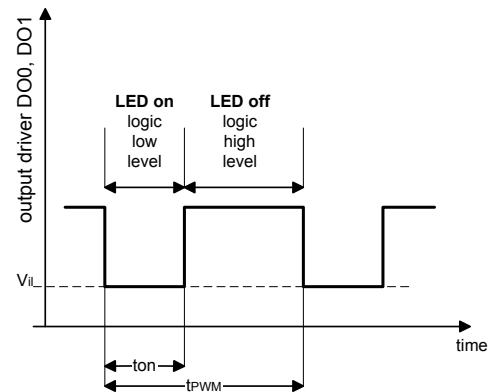 output driver DO0, DO1
LED on
logic
low
level
LED off
logic
high
level
Vil
time
ton
tPWM